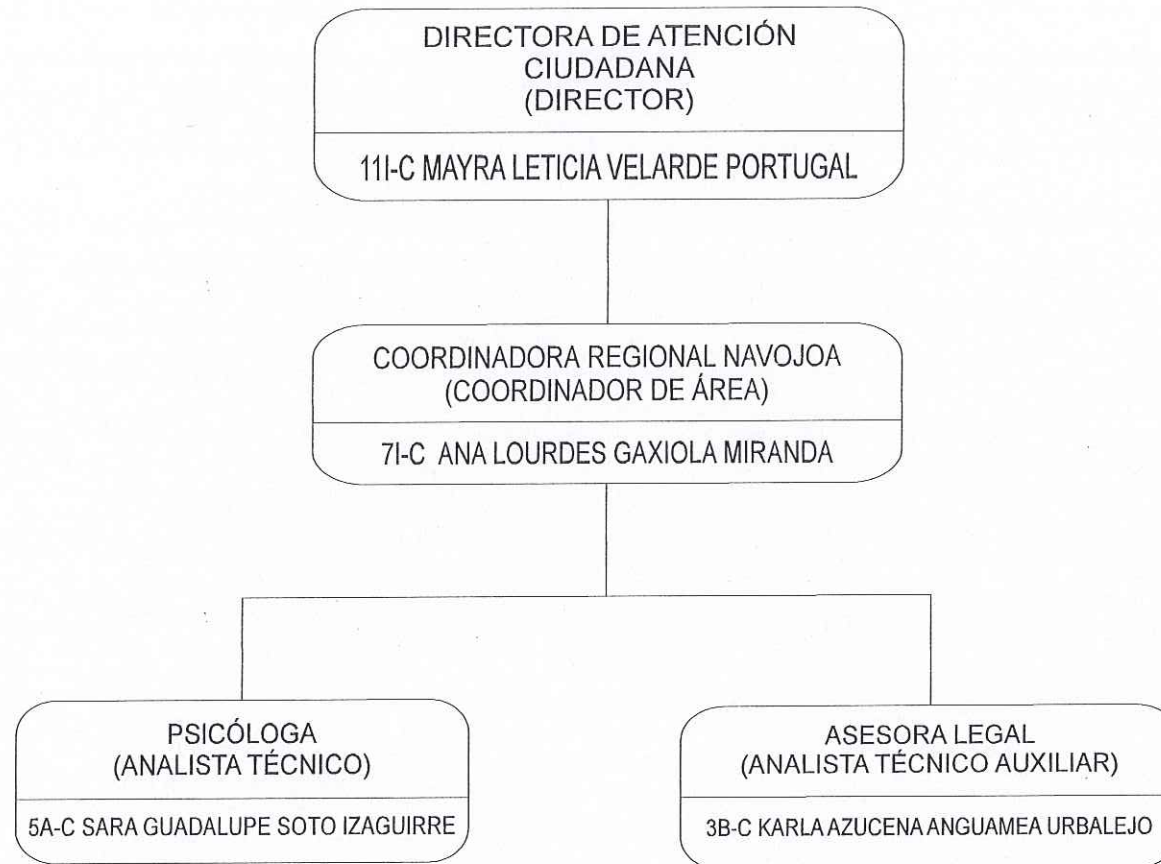 DIRECTORA DE ATENCIÓN
CIUDADANA
(DIRECTOR)
11I-C MAYRA LETICIA VELARDE PORTUGAL
COORDINADORA REGIONAL NAVOJOA
(COORDINADOR DE ÁREA)
7I-C ANA LOURDES GAXIOLA MIRANDA
PSICÓLOGA
(ANALISTA TÉCNICO)
5A-C SARA GUADALUPE SOTO IZAGUIRRE
ASESORA LEGAL
(ANALISTA TÉCNICO AUXILIAR)
3B-C KARLA AZUCENA ANGUAMEA URBALEJO